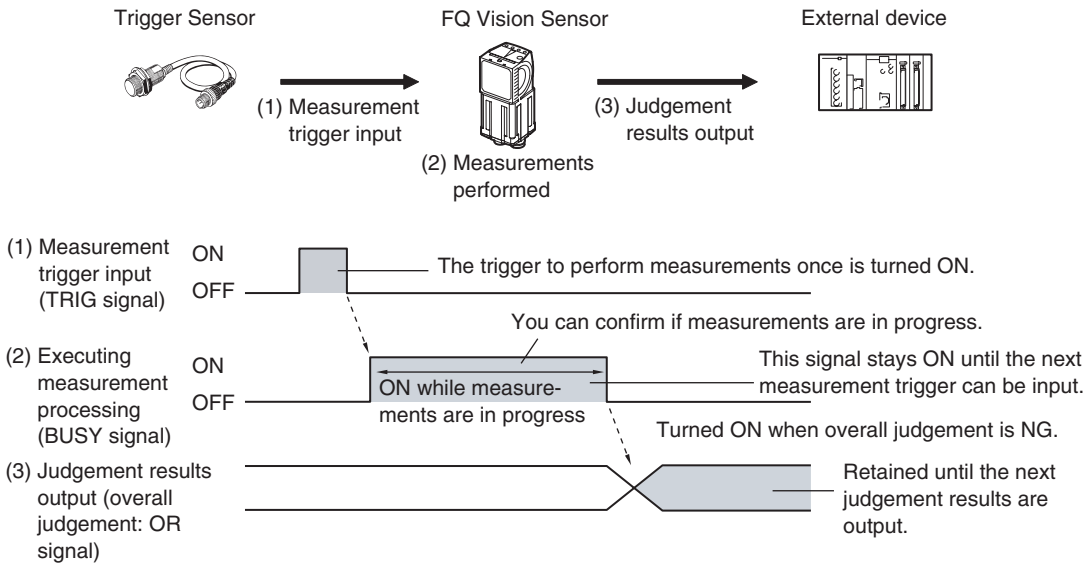 Trigger Sensor
FQ Vision Sensor
External device
(1) Measurement
trigger input
(3) Judgement
results output
(2) Measurements
performed
(1) Measurement
trigger input
(TRIG signal)
ON
OFF
The trigger to perform measurements once is turned ON.
You can confirm if measurements are in progress.
(2) Executing
measurement
processing
(BUSY signal)
ON
OFF
ON while measure-
ments are in progress
This signal stays ON until the next
measurement trigger can be input.
Turned ON when overall judgement is NG.
(3) Judgement results
output (overall
judgement: OR
signal)
Retained until the next
judgement results are
output.